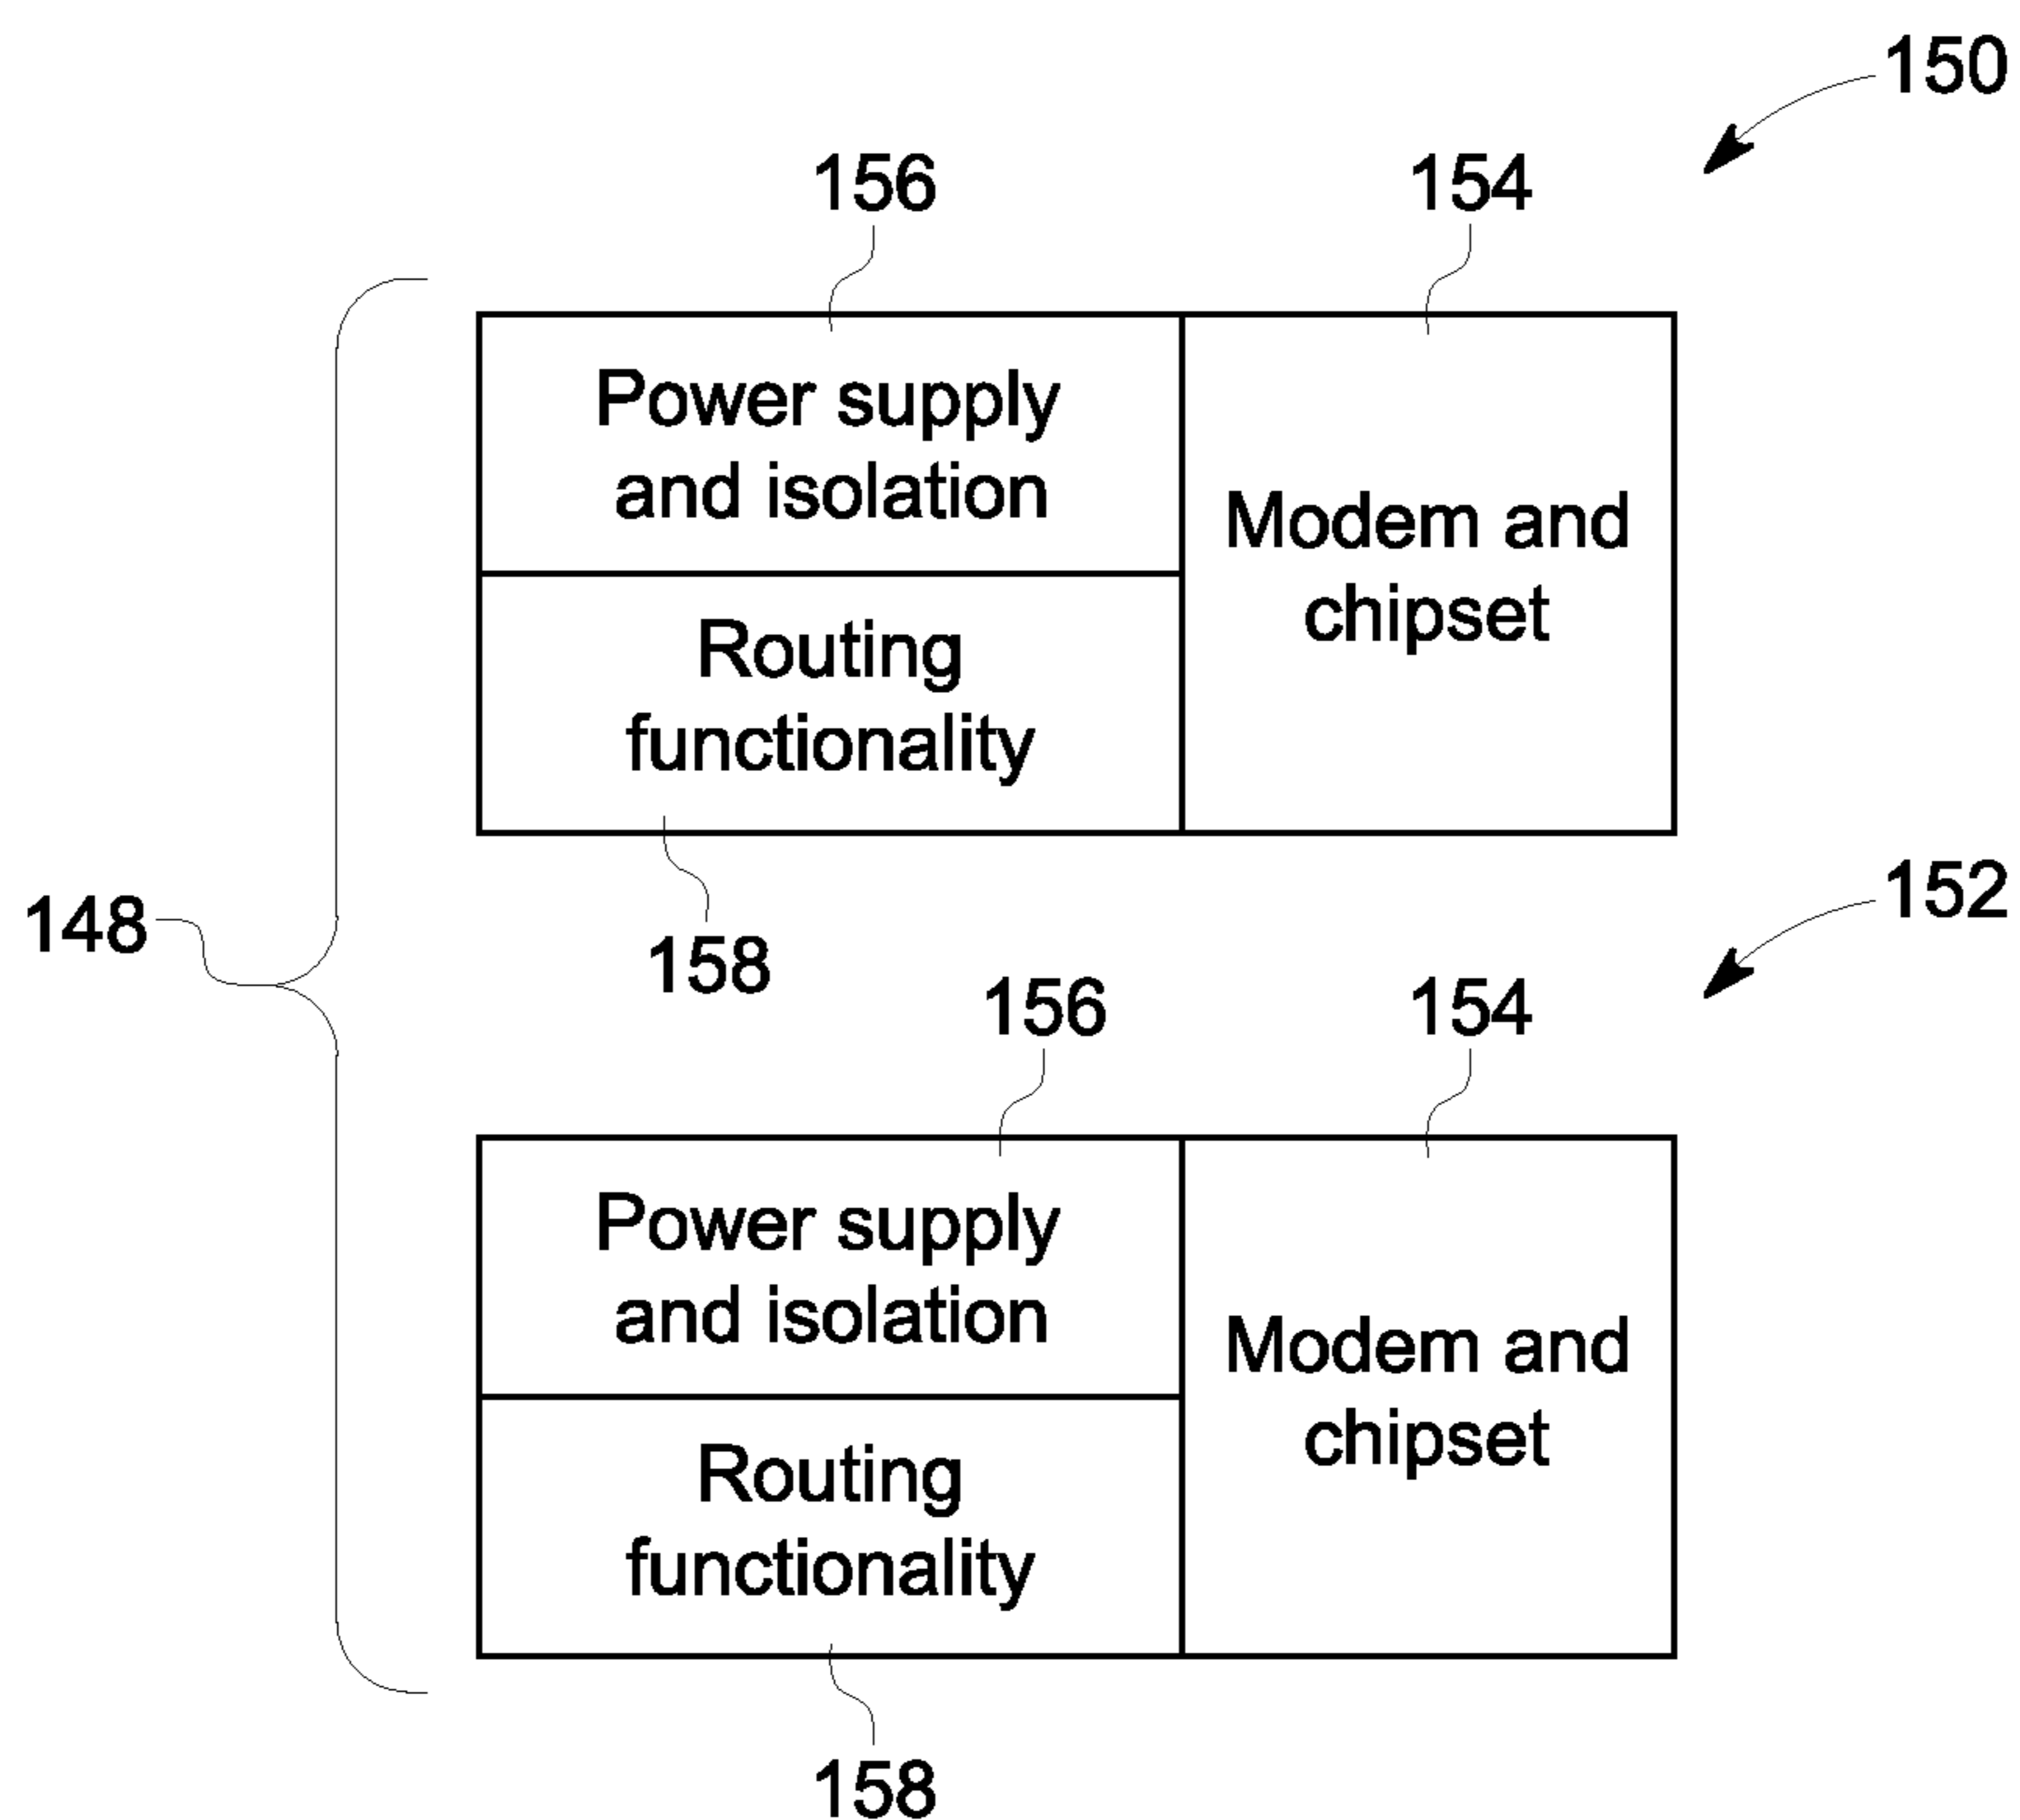 150
156
154
Power supply
and isolation
Modem and
chipset
Routing
functionality
158
148
152
156
154
Power supply
and isolation
Modem and
chipset
Routing
functionality
158